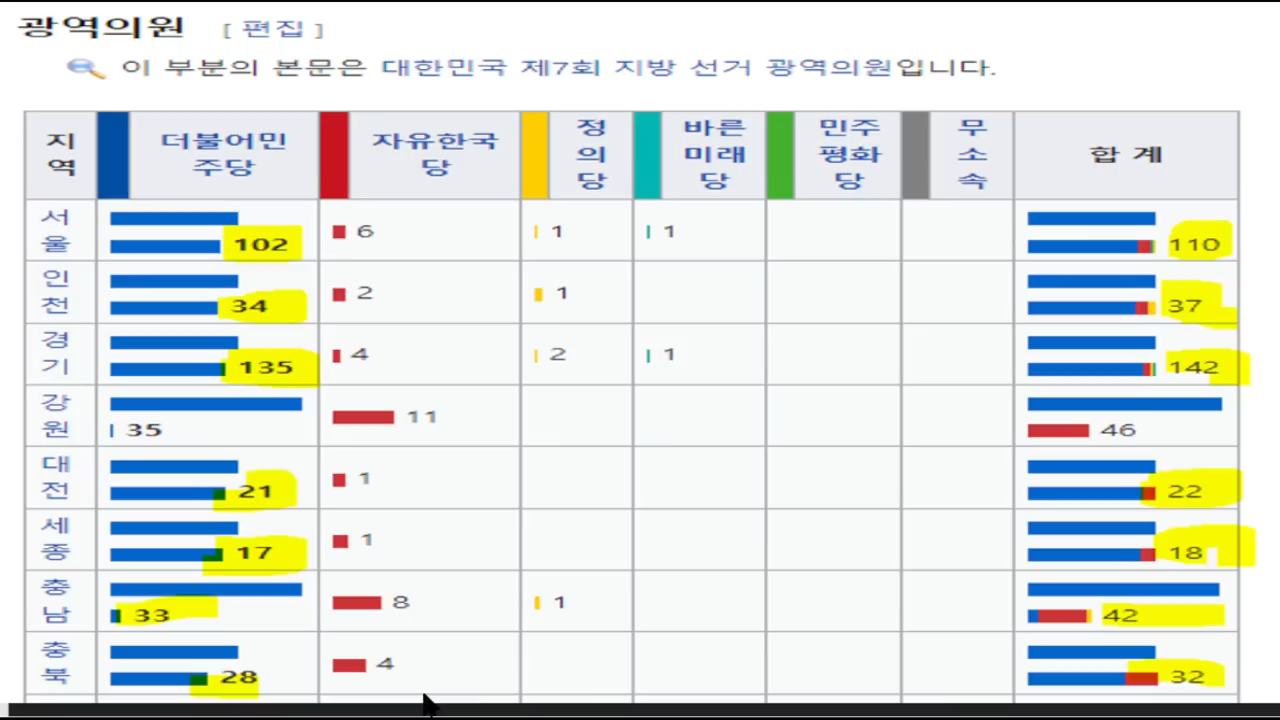 광역의원 [ 편집 ]
이 부분의 본문은 대한민국 제7회 지방 선거 광역의원입니다.
지역 더불어민주당 자유한국당 정의당 바른미래당 민주평화당 무소속 합 계
서울 102 6 1 1 110
인천 34 2 1 37
경기 135 4 2 1 142
강원 35 11 46
대전 21 1 22
세종 17 1 18
충남 33 8 1 42
충북 28 4 32